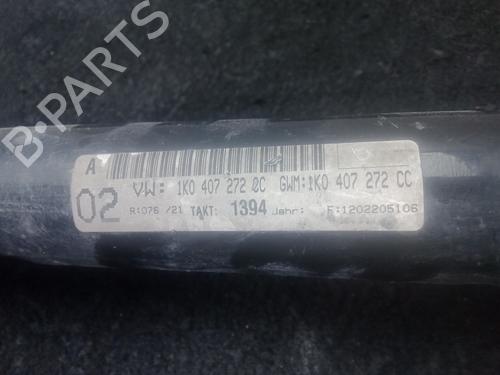 B-PARTS
A
02 VW: 1K0 407 272 CC GWM:1K0 407 272 CC
R:076 /21 TAKT: 1394 Jahr: F:1202205106